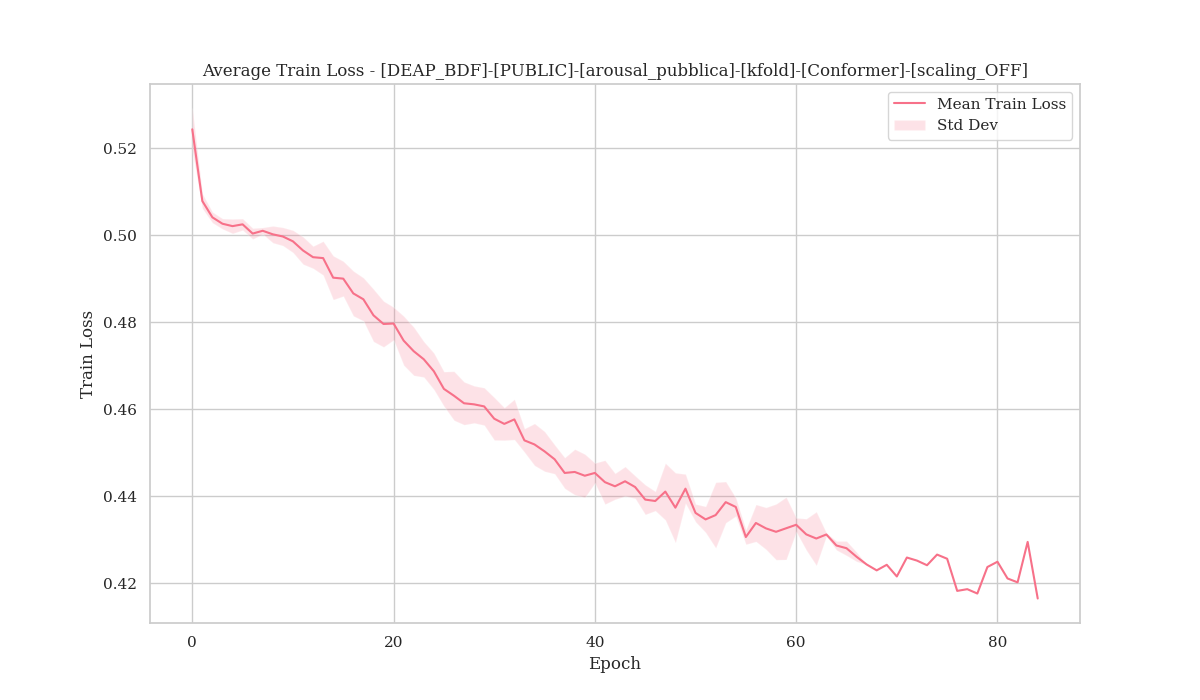 Average Train Loss - [DEAP_BDF]-[PUBLIC]-[arousal_pubblica]-[kfold]-[Conformer]-[scaling_OFF]
Mean Train Loss
Std Dev
0.52
0.50
0.48
0.46
0.44
0.42
Train Loss
0 20 40 60 80
Epoch